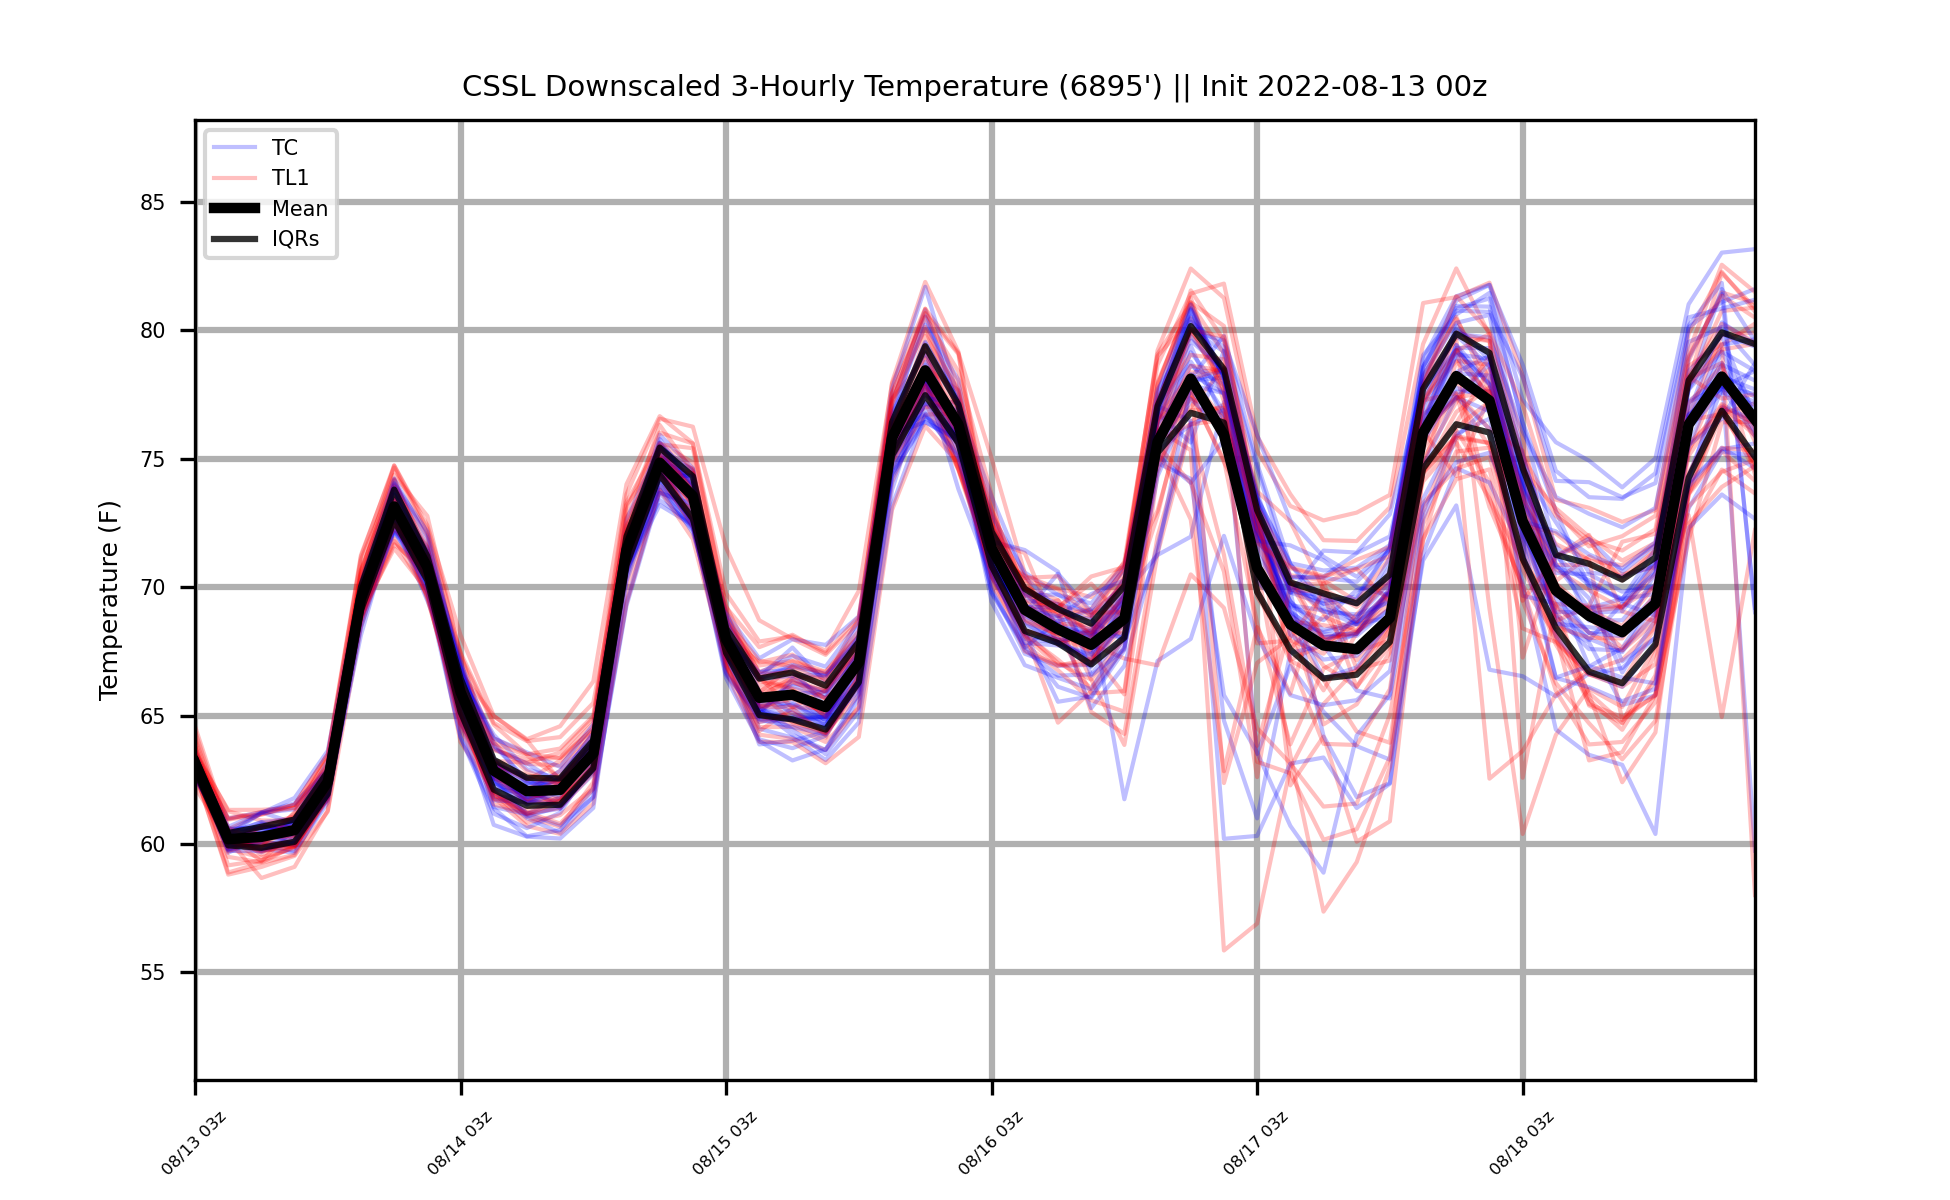 CSSL Downscaled 3-Hourly Temperature (6895') || Init 2022-08-13 00z
TC
TL1
Mean
IQRs
Temperature (F)
85
80
75
70
65
60
55
08/13 03z
08/14 03z
08/15 03z
08/16 03z
08/17 03z
08/18 03z